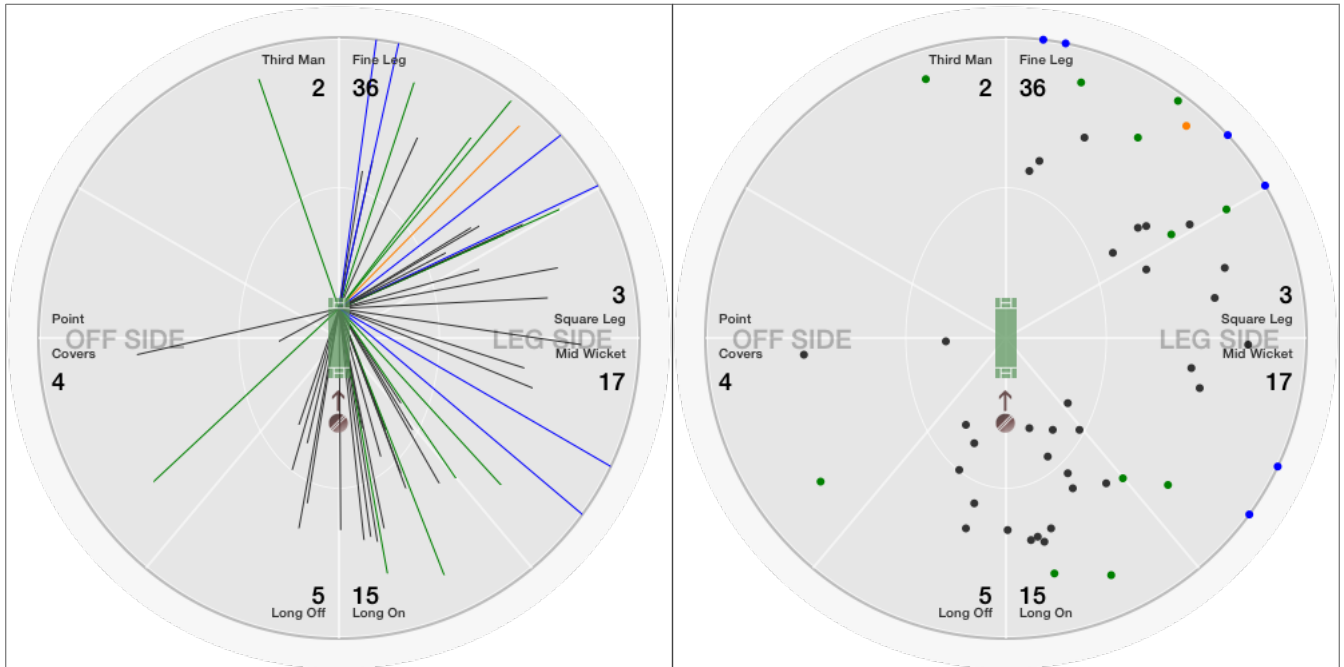 Third Man
2
Fine Leg
36
Point
OFF SIDE
Covers
4
3
Square Leg
LEG SIDE
Mid Wicket
17
5
Long Off
15
Long On
Third Man
2
Fine Leg
36
Point
OFF SIDE
Covers
4
3
Square Leg
LEG SIDE
Mid Wicket
17
5
Long Off
15
Long On